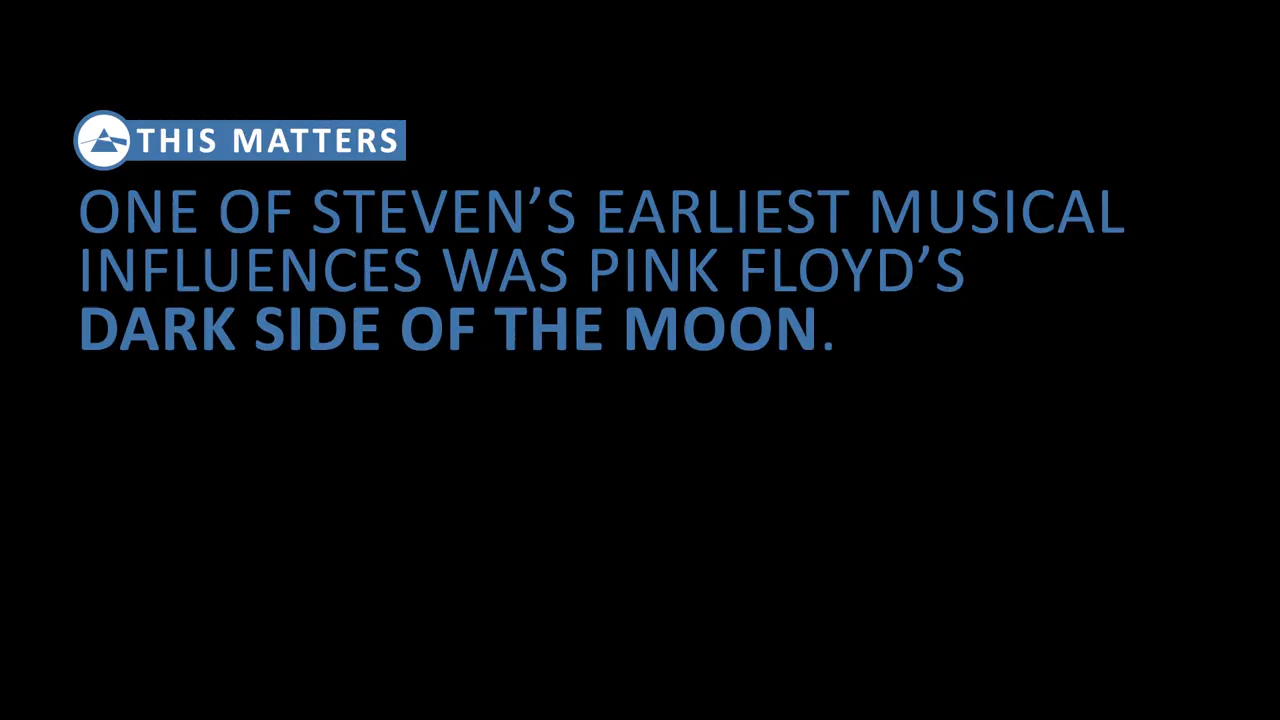 THIS MATTERS
ONE OF STEVEN’S EARLIEST MUSICAL
INFLUENCES WAS PINK FLOYD’S
DARK SIDE OF THE MOON.